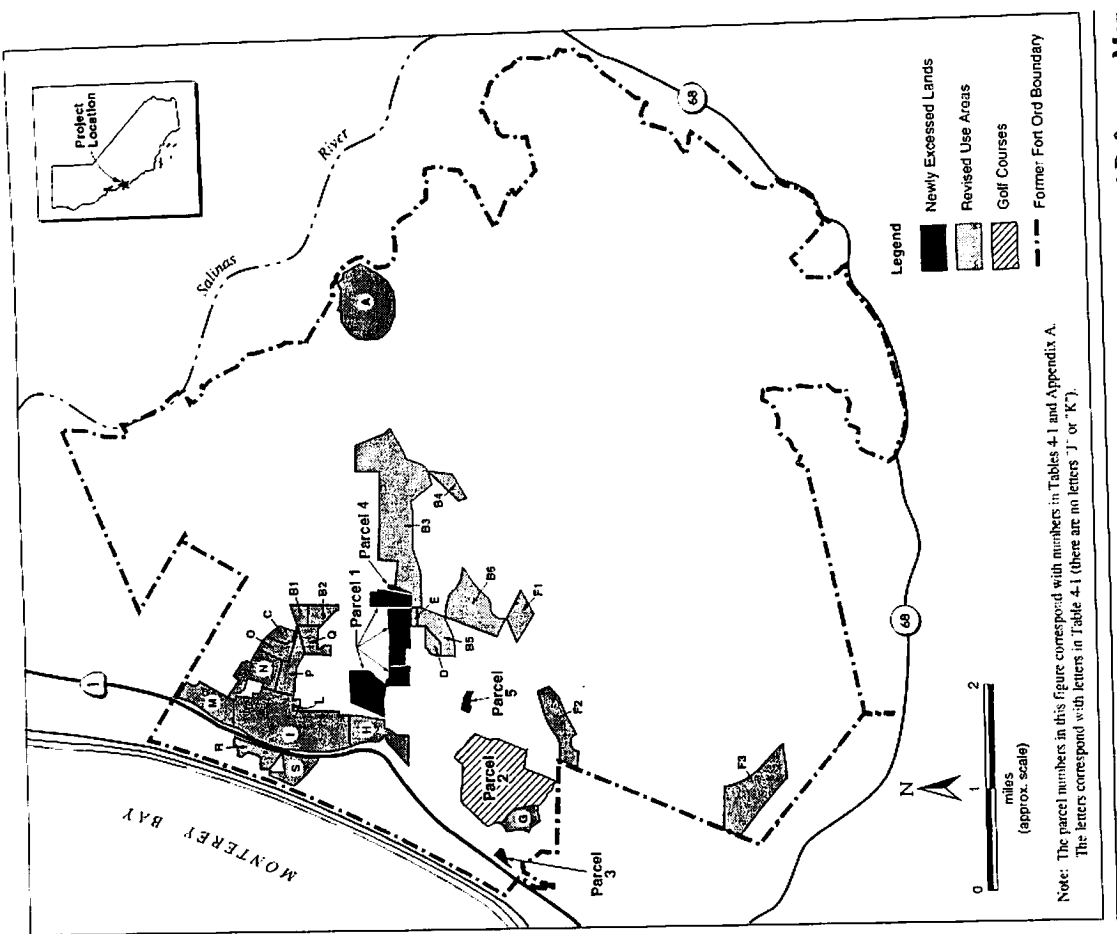 Project
Location
Salinas
River
1
MONTEREY BAY
68
68
A
M
N
O
C
B1
B2
Q
P
L
R
I
S
H
Parcel 1
Parcel 4
B3
B4
E
B6
F1
D
B5
Parcel
5
Parcel
2
G
F2
Parcel
3
F3
N
0
1
2
miles
(approx. scale)
Legend
Newly Excessed Lands
Revised Use Areas
Golf Courses
Former Fort Ord Boundary
Note: The parcel numbers in this figure correspond with numbers in Tables 4-1 and Appendix A.
The letters correspond with letters in Table 4-1 (there are no letters "J" or "K").